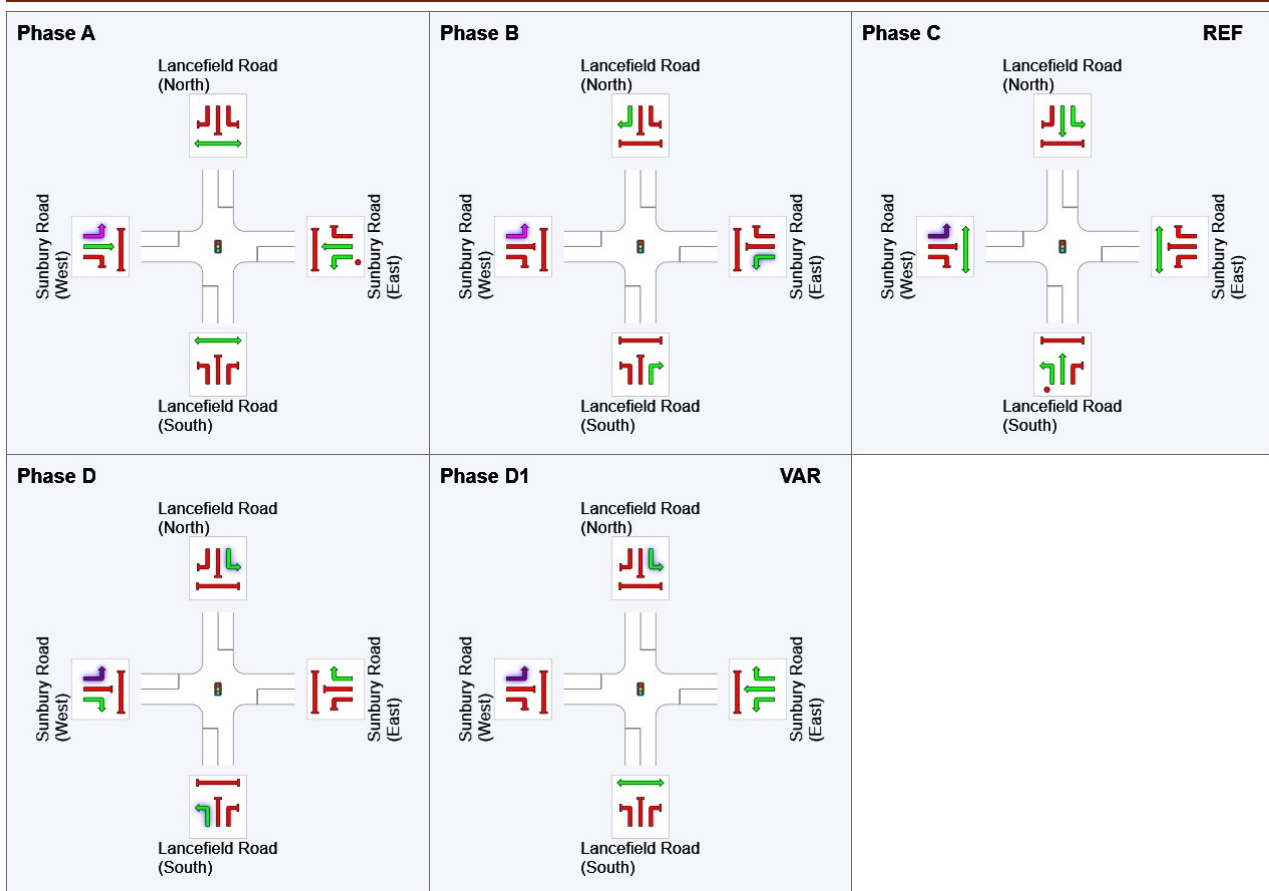 Phase A
Lancefield Road
(North)
Sunbury Road
(West)
Sunbury Road
(East)
Lancefield Road
(South)
Phase B
Lancefield Road
(North)
Sunbury Road
(West)
Sunbury Road
(East)
Lancefield Road
(South)
Phase C
REF
Lancefield Road
(North)
Sunbury Road
(West)
Sunbury Road
(East)
Lancefield Road
(South)
Phase D
Lancefield Road
(North)
Sunbury Road
(West)
Sunbury Road
(East)
Lancefield Road
(South)
Phase D1
VAR
Lancefield Road
(North)
Sunbury Road
(West)
Sunbury Road
(East)
Lancefield Road
(South)